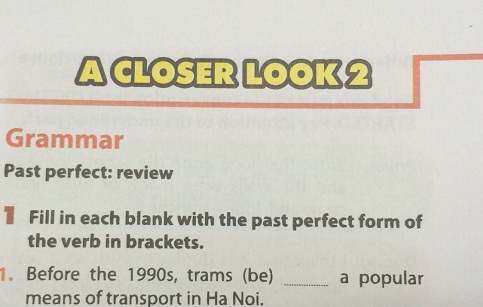 A CLOSER LOOK 2
Grammar
Past perfect: review
1 Fill in each blank with the past perfect form of
the verb in brackets.
1. Before the 1990s, trams (be) ........... a popular
means of transport in Ha Noi.